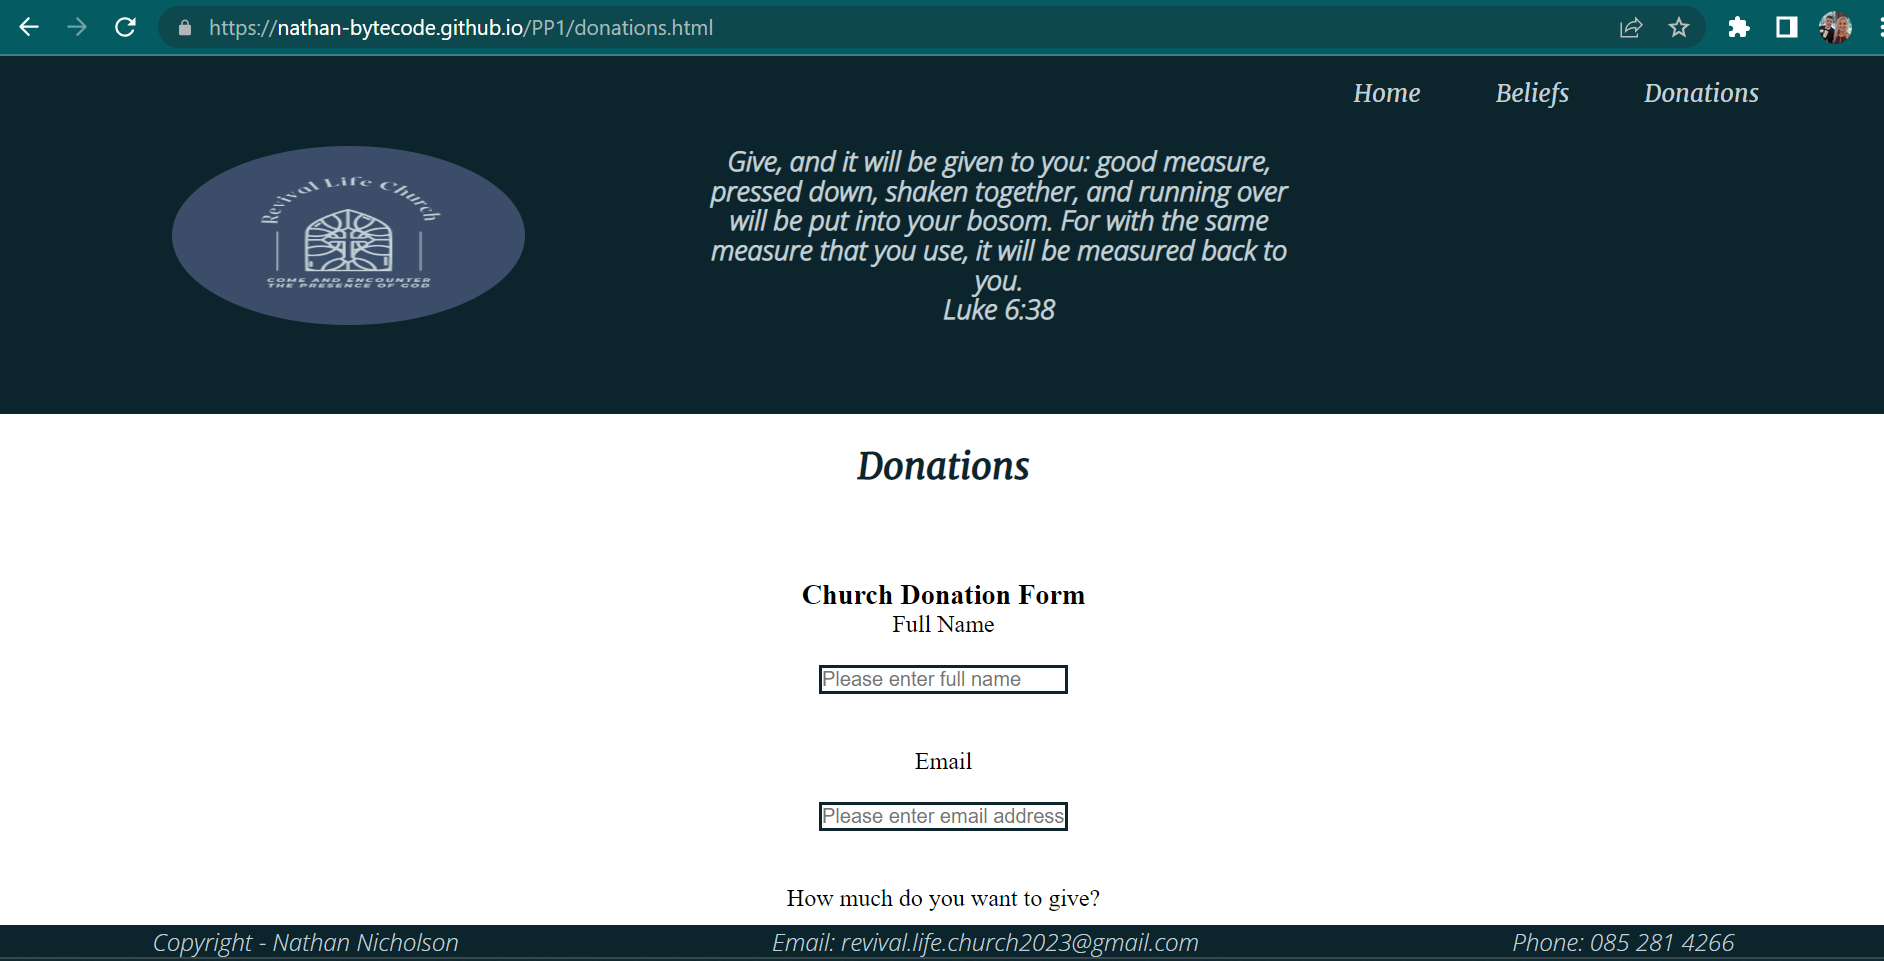 https://nathan-bytecode.github.io/PP1/donations.html
Home Beliefs Donations
Revival Life Church
COME AND ENCOUNTER
THE PRESENCE OF GOD
Give, and it will be given to you: good measure,
pressed down, shaken together, and running over
will be put into your bosom. For with the same
measure that you use, it will be measured back to
you.
Luke 6:38
Donations
Church Donation Form
Full Name
Please enter full name
Email
Please enter email address
How much do you want to give?
Copyright - Nathan Nicholson Email: revival.life.church2023@gmail.com Phone: 085 281 4266